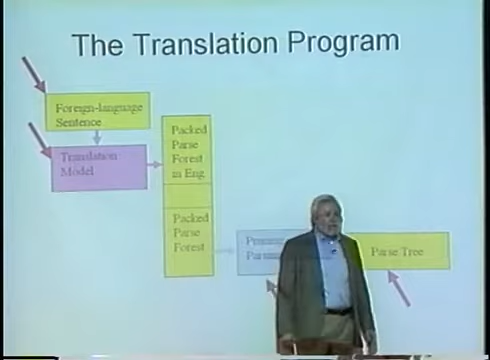 The Translation Program
Foreign-language
Sentence
Translation
Model
Packed
Parse
Forest
in Eng.
Packed
Parse
Forest
Parse Tree